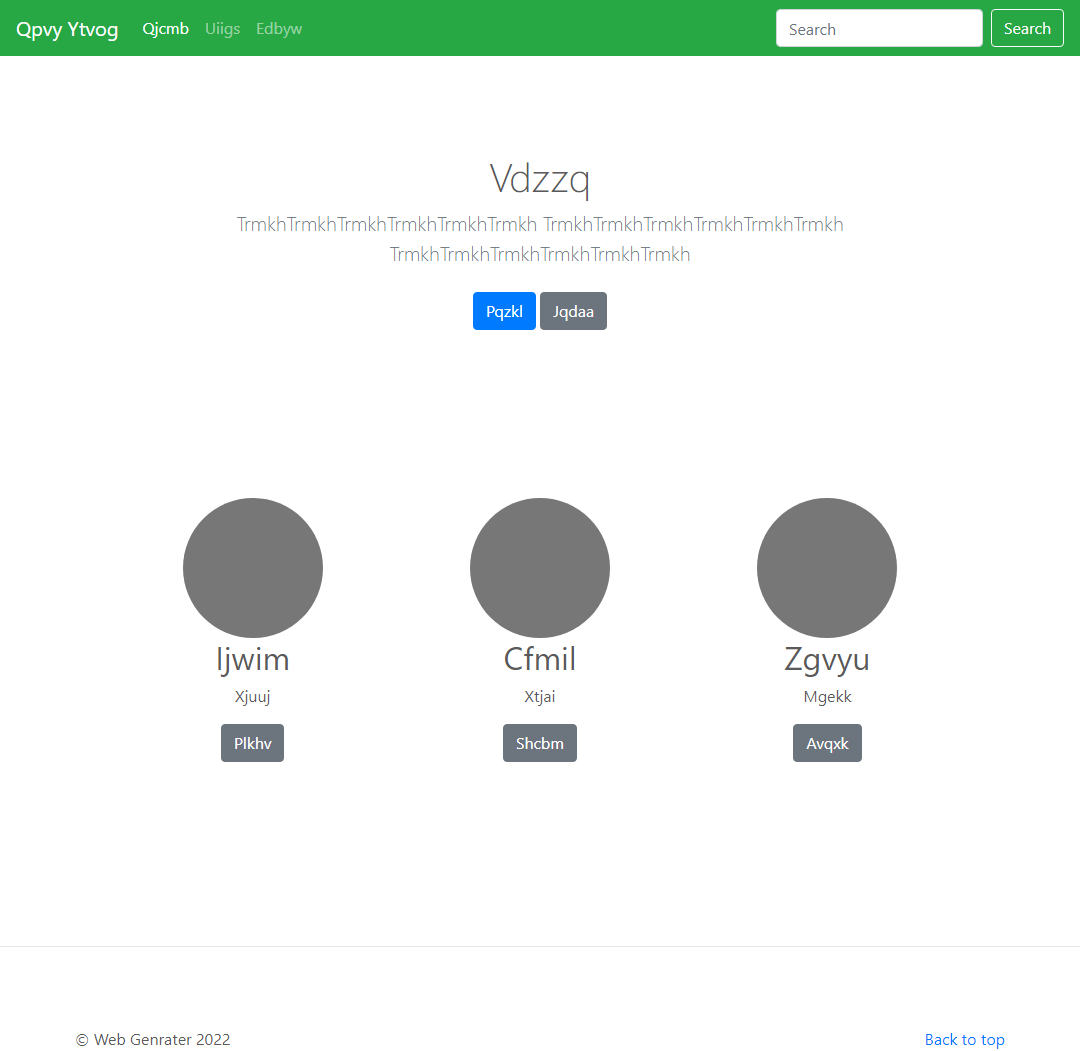 Qpvy Ytvog Qjcmb Uiigs Edbyw Search Search
Vdzzq
TrmkhTrmkhTrmkhTrmkhTrmkhTrmkh TrmkhTrmkhTrmkhTrmkhTrmkhTrmkh
TrmkhTrmkhTrmkhTrmkhTrmkhTrmkh
Pqzkl Jqdaa
Ijwim Cfmil Zgvyu
Xjuuj Xtjai Mgekk
Plkhv Shcbm Avqxk
© Web Genrater 2022 Back to top